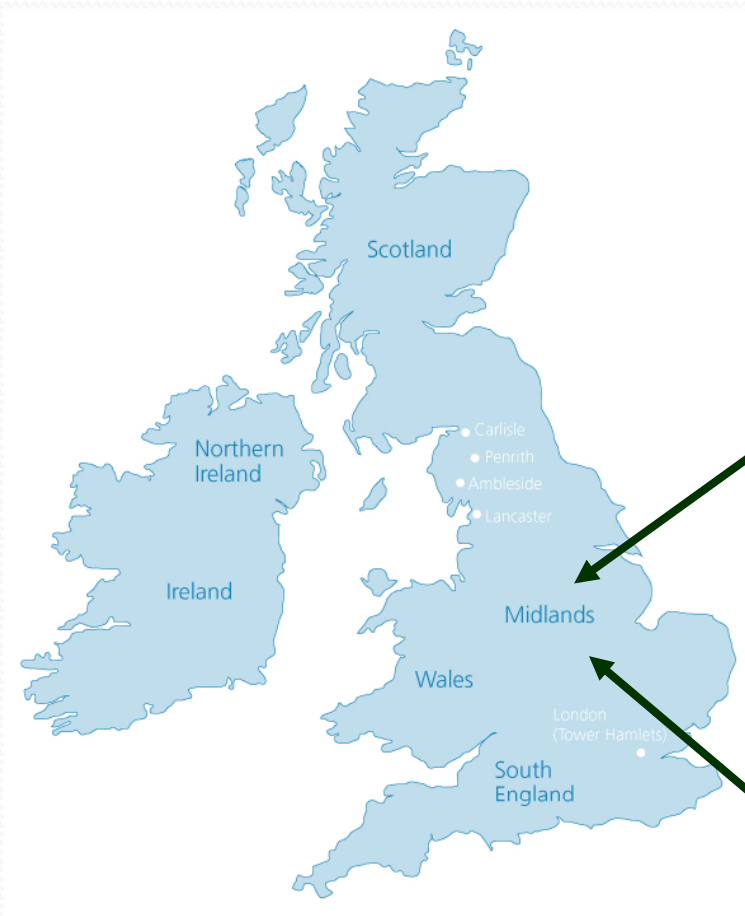 Scotland
Carlisle
Penrith
Ambleside
Lancaster
Northern
Ireland
Ireland
Midlands
Wales
London
(Tower Hamlets)
South
England